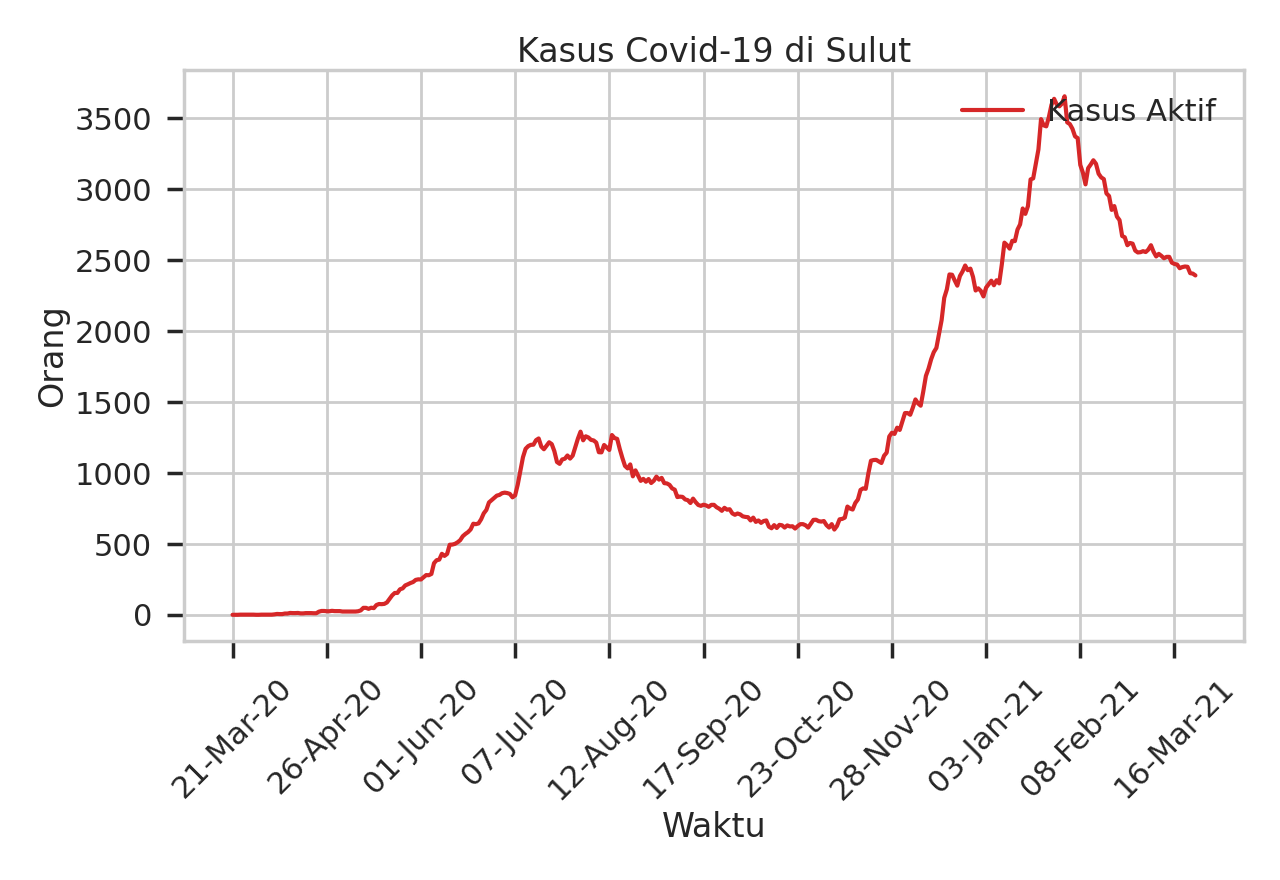 Kasus Covid-19 di Sulut
Kasus Aktif
Orang
3500
3000
2500
2000
1500
1000
500
0
21-Mar-20
26-Apr-20
01-Jun-20
07-Jul-20
12-Aug-20
17-Sep-20
23-Oct-20
28-Nov-20
03-Jan-21
08-Feb-21
16-Mar-21
Waktu